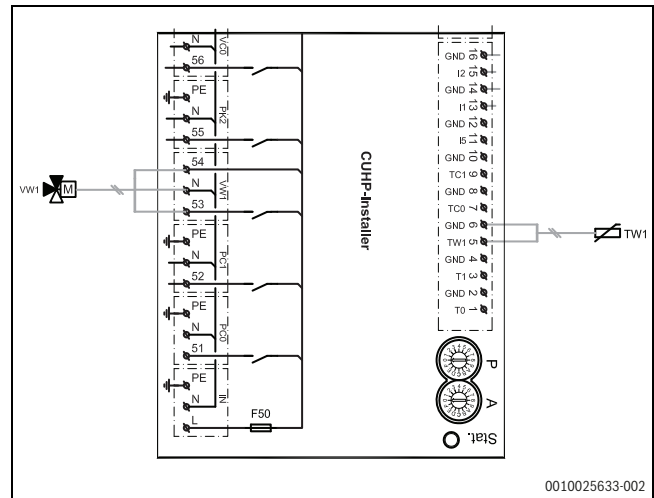 N
VC0
56
PE
PK2
N
55
54
VW1
N
VW1
M
53
PE
PC1
N
52
PE
PC0
N
51
PE
IN
N
L
F50
CUHP-Installer
GND 16
I2 15
GND 14
I1 13
GND 12
I5 11
GND 10
TC1 9
GND 8
TC0 7
GND 6
TW1 5
TW1
GND 4
T1 3
GND 2
T0 1
P
A
Stat.
0010025633-002